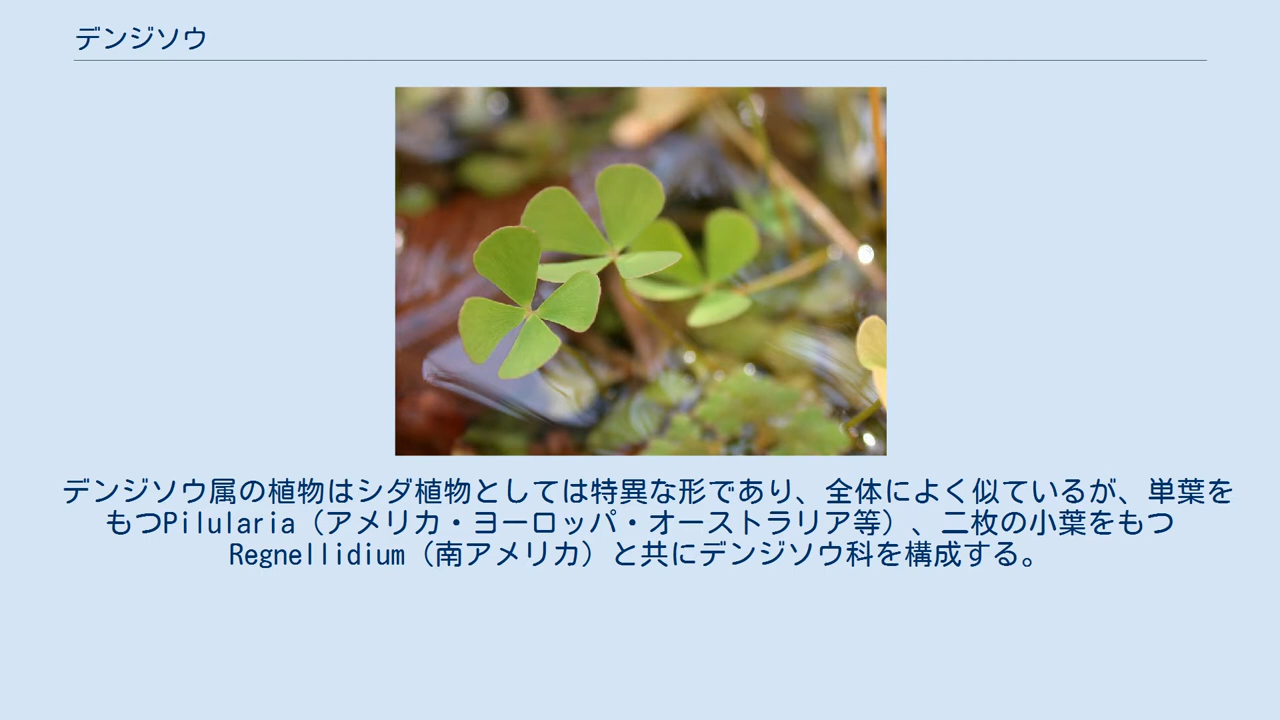 デンジソウ
デンジソウ属の植物はシダ植物としては特異な形であり、全体によく似ているが、単葉を
もつPilularia（アメリカ・ヨーロッパ・オーストラリア等）、二枚の小葉をもつ
Regnellidium（南アメリカ）と共にデンジソウ科を構成する。